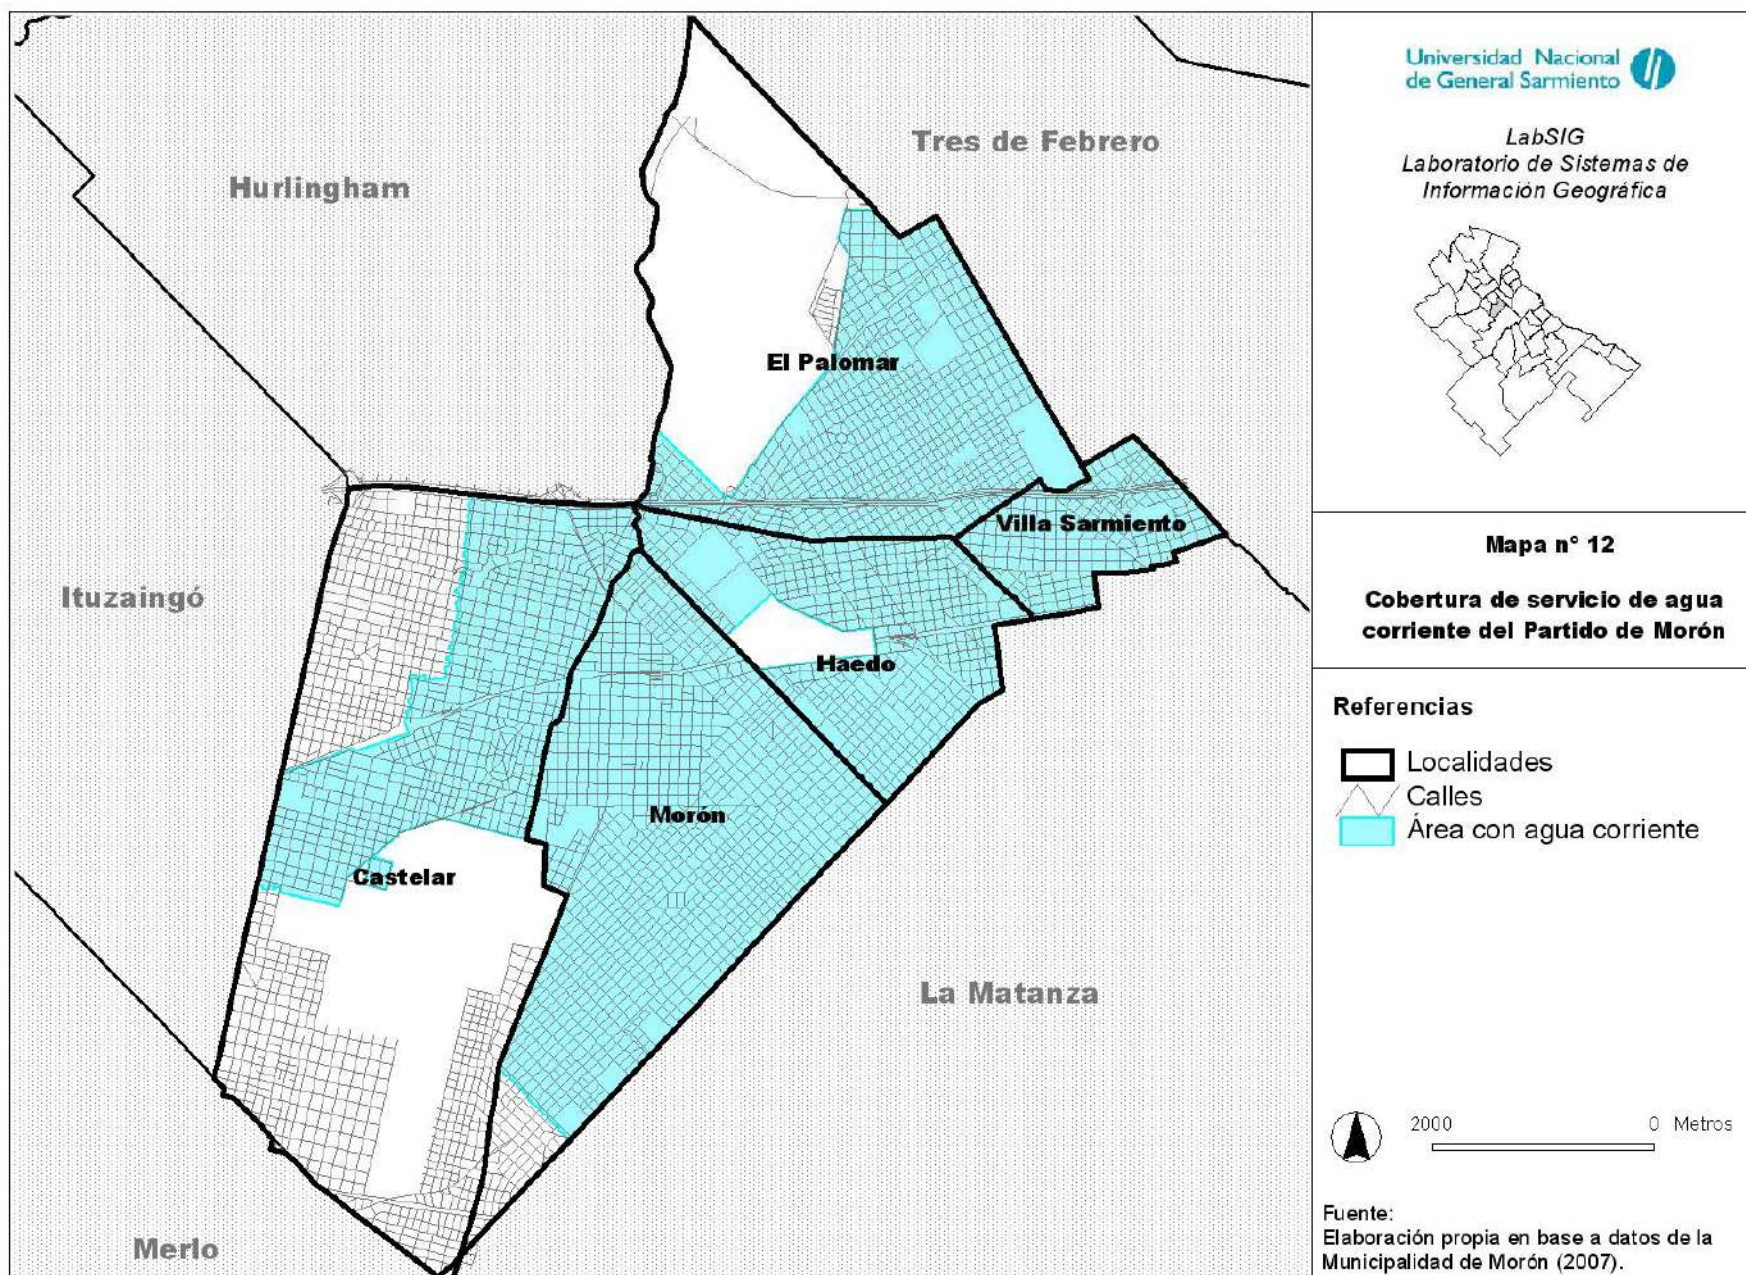 Hurlingham
Tres de Febrero
El Palomar
Villa Sarmiento
Ituzaingó
Haedo
Morón
Castelar
La Matanza
Merlo
Universidad Nacional
de General Sarmiento
LabSIG
Laboratorio de Sistemas de
Información Geográfica
Mapa n° 12
Cobertura de servicio de agua
corriente del Partido de Morón
Referencias
Localidades
Calles
Área con agua corriente
2000 0 Metros
Fuente:
Elaboración propia en base a datos de la
Municipalidad de Morón (2007).